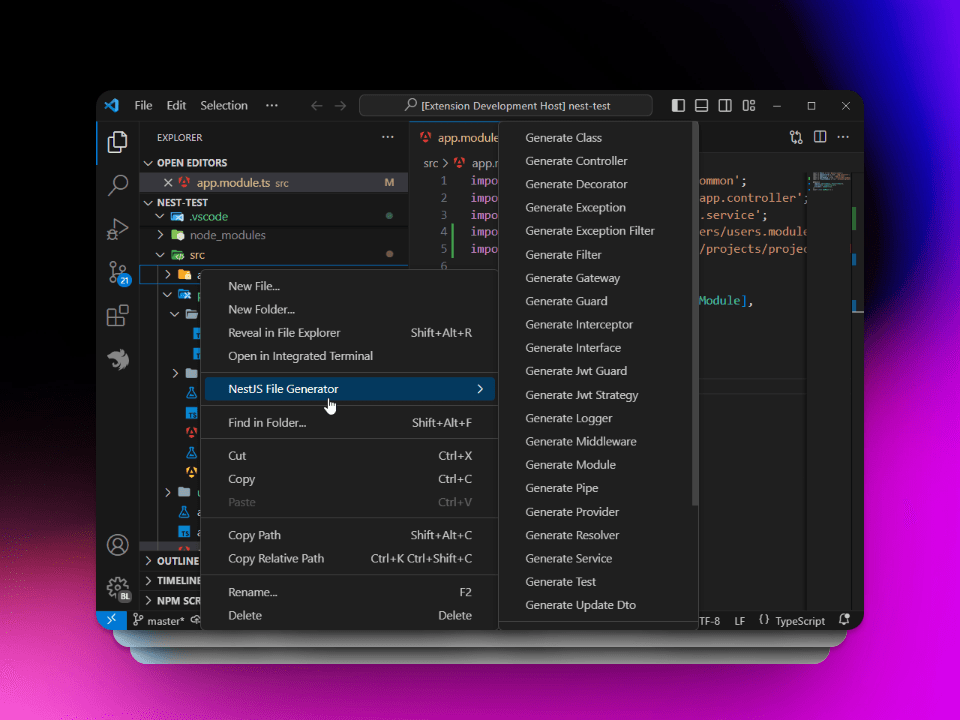 File Edit Selection ··· [Extension Development Host] nest-test
EXPLORER ···
OPEN EDITORS
app.module.ts src M
NEST-TEST
.vscode
node_modules
src
21
OUTLINE
TIMELINE
NPM SCR
BL
master*
app.module
src > app.r
1 impo ommon';
2 impo app.controller';
3 impo .service';
4 impo ers/users.module
5 impo /projects/projec
6
Module],
New File...
New Folder...
Reveal in File Explorer Shift+Alt+R
Open in Integrated Terminal
NestJS File Generator
Find in Folder... Shift+Alt+F
Cut Ctrl+X
Copy Ctrl+C
Paste Ctrl+V
Copy Path Shift+Alt+C
Copy Relative Path Ctrl+K Ctrl+Shift+C
Rename... F2
Delete Delete
Generate Class
Generate Controller
Generate Decorator
Generate Exception
Generate Exception Filter
Generate Filter
Generate Gateway
Generate Guard
Generate Interceptor
Generate Interface
Generate Jwt Guard
Generate Jwt Strategy
Generate Logger
Generate Middleware
Generate Module
Generate Pipe
Generate Provider
Generate Resolver
Generate Service
Generate Test
Generate Update Dto
TF-8 LF {} TypeScript